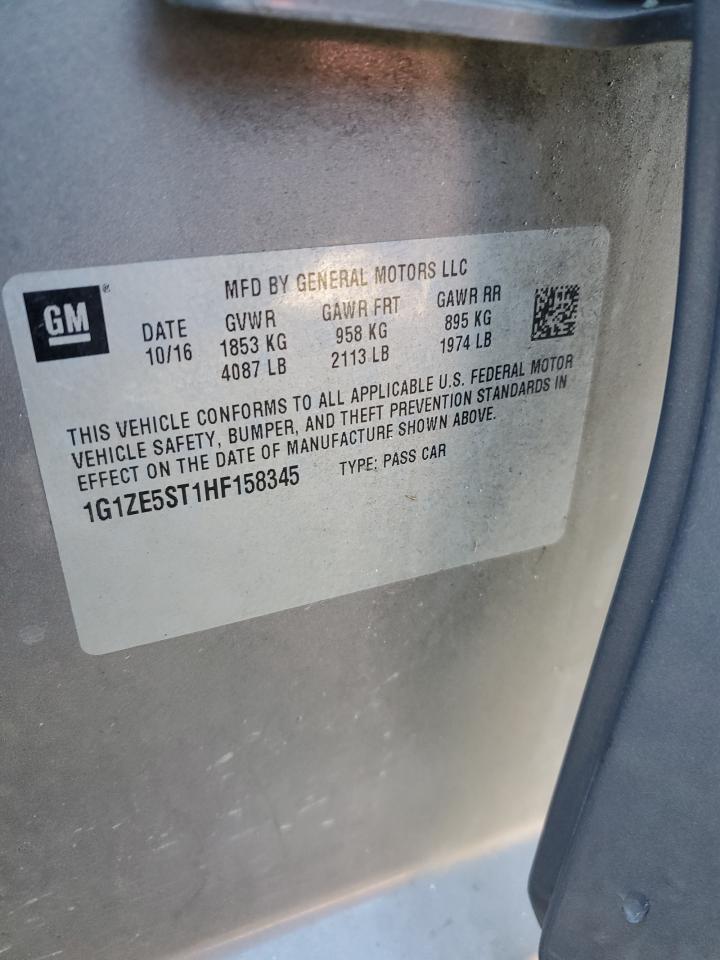 GM®
MFD BY GENERAL MOTORS LLC
DATE GVWR GAWR FRT GAWR RR
10/16 1853 KG 958 KG 895 KG
4087 LB 2113 LB 1974 LB
THIS VEHICLE CONFORMS TO ALL APPLICABLE U.S. FEDERAL MOTOR
VEHICLE SAFETY, BUMPER, AND THEFT PREVENTION STANDARDS IN
EFFECT ON THE DATE OF MANUFACTURE SHOWN ABOVE.
1G1ZE5ST1HF158345 TYPE: PASS CAR